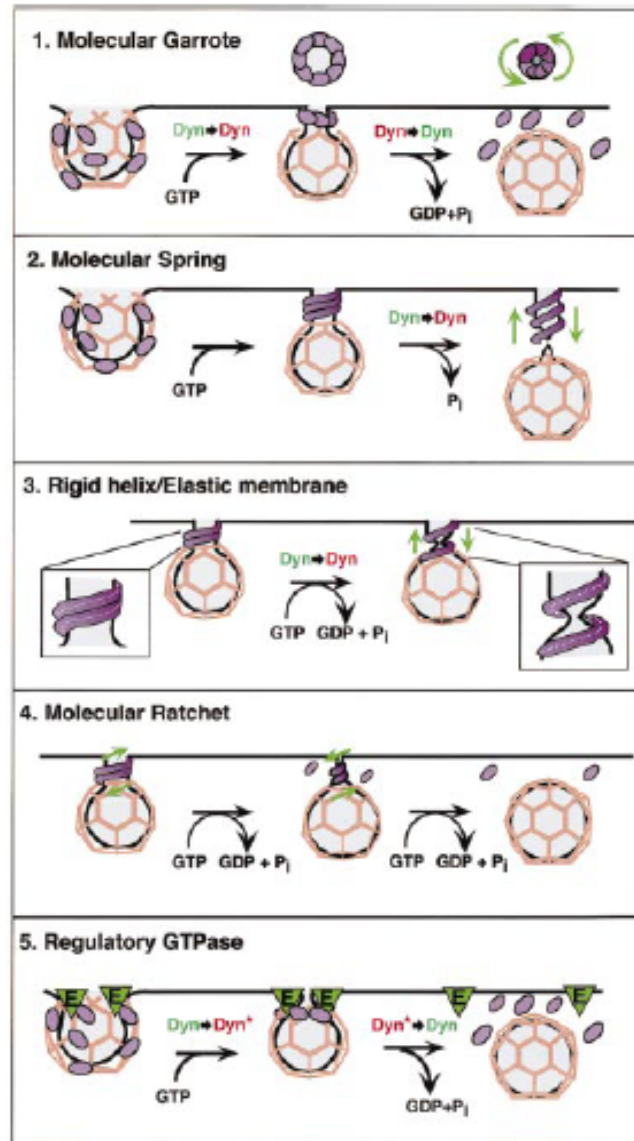 1. Molecular Garrote
Dyn➔Dyn Dyn➔Dyn
GTP
GDP+Pi
2. Molecular Spring
Dyn➔Dyn
GTP
Pi
3. Rigid helix/Elastic membrane
Dyn➔Dyn
GTP GDP + Pi
4. Molecular Ratchet
GTP GDP + Pi GTP GDP + Pi
5. Regulatory GTPase
E E E E E E
Dyn➔Dyn* Dyn*➔Dyn
GTP
GDP+Pi